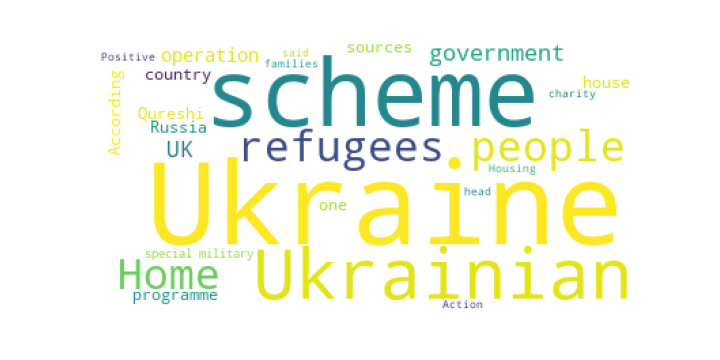 Positive
operation
said
families
sources
government
country
scheme
house
charity
According
Qureshi
Russia
UK
refugees
people
Housing
Ukraine
one
head
special military
Home
Ukrainian
programme
Action